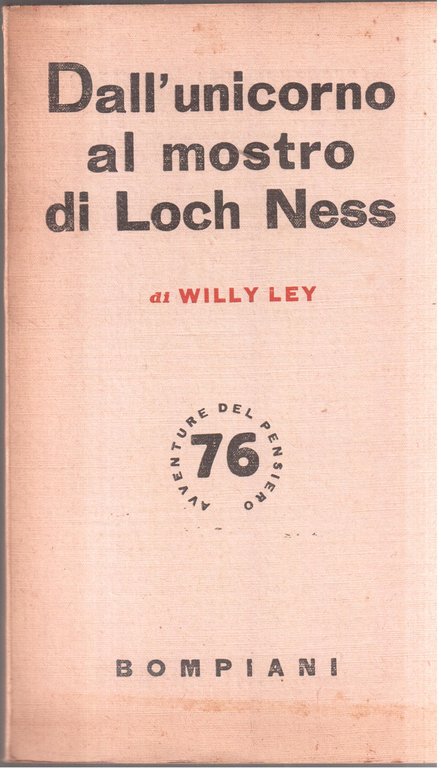 Dall'unicorno
al mostro
di Loch Ness
di WILLY LEY
AVVENTURE DEL PENSIERO
76
BOMPIANI